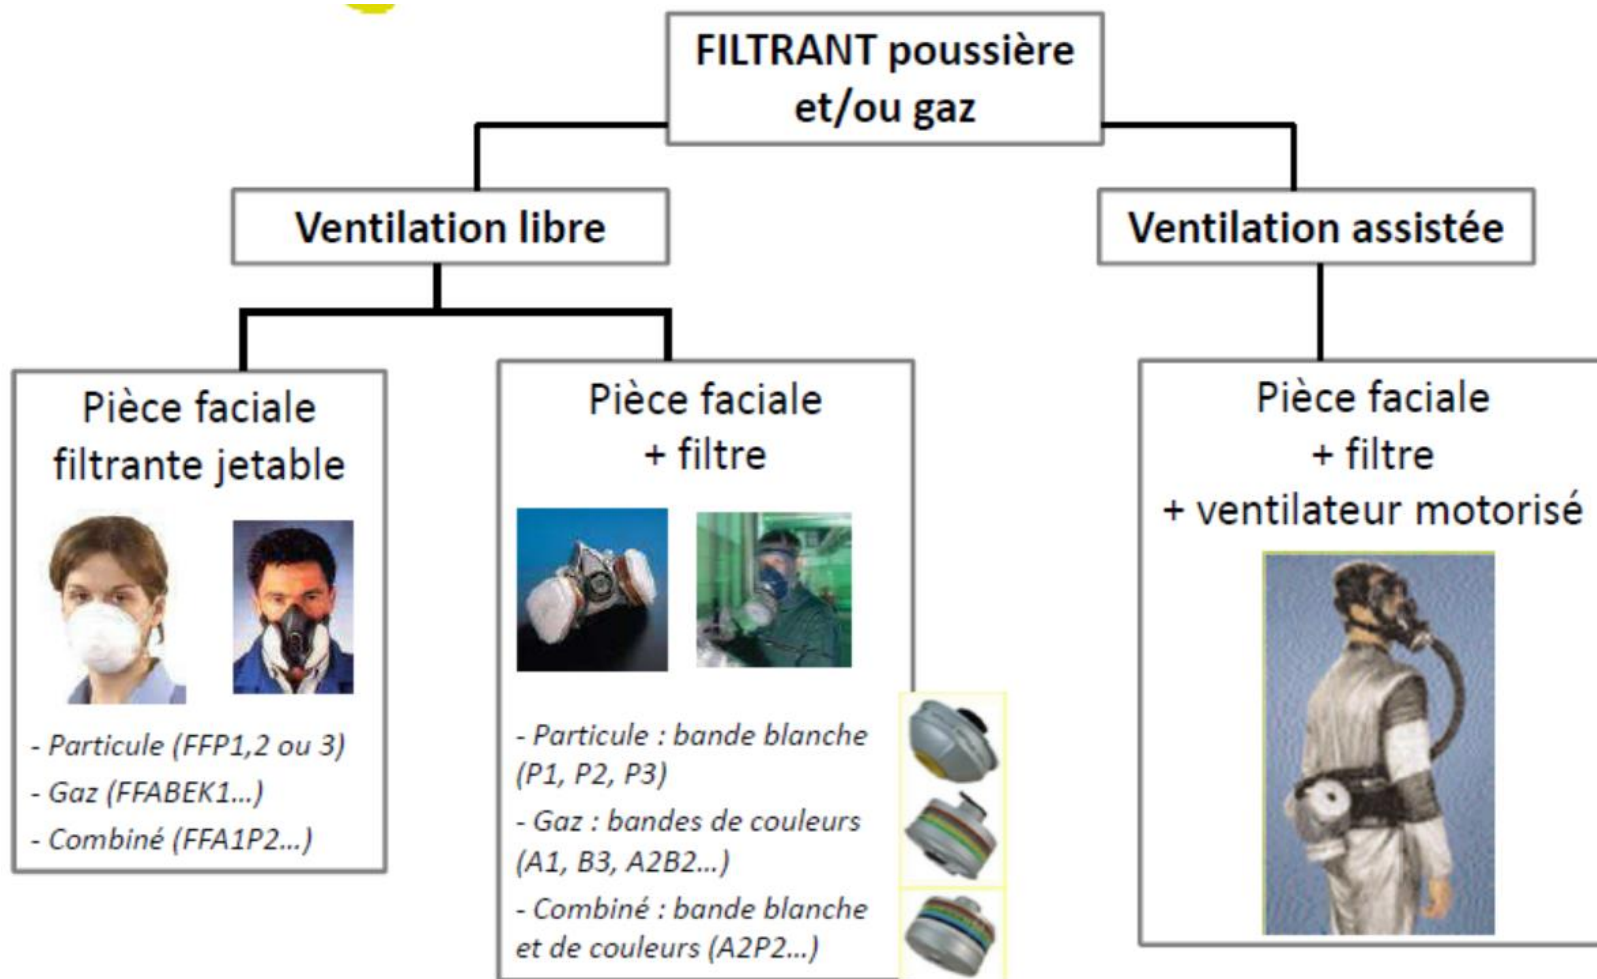 FILTRANT poussière
et/ou gaz
Ventilation libre
Ventilation assistée
Pièce faciale
filtrante jetable
- Particule (FFP1,2 ou 3)
- Gaz (FFABEK1...)
- Combiné (FFA1P2...)
Pièce faciale
+ filtre
- Particule : bande blanche
(P1, P2, P3)
- Gaz : bandes de couleurs
(A1, B3, A2B2...)
- Combiné : bande blanche
et de couleurs (A2P2...)
Pièce faciale
+ filtre
+ ventilateur motorisé